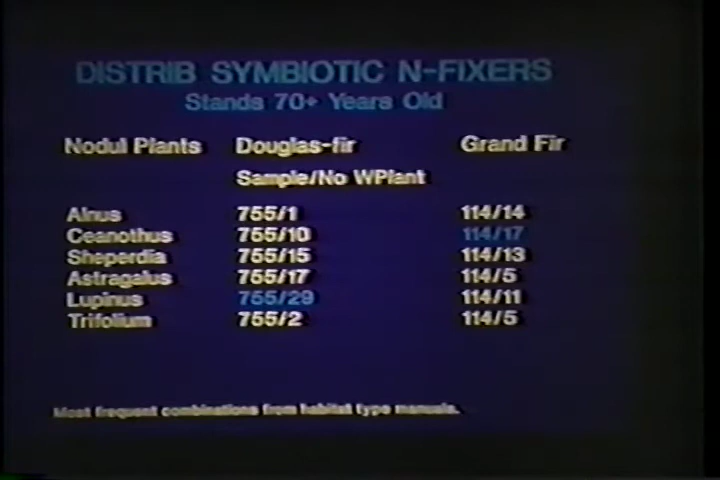 DISTRIB SYMBIOTIC N-FIXERS
Stands 70+ Years Old
Nodul Plants Douglas-fir Grand Fir
Sample/No WPlant
Alnus 755/1 114/14
Ceanothus 755/10 114/17
Sheperdia 755/15 114/13
Astragalus 755/17 114/5
Lupinus 755/29 114/11
Trifolium 755/2 114/5
Most frequent combinations from habitat type manuals.